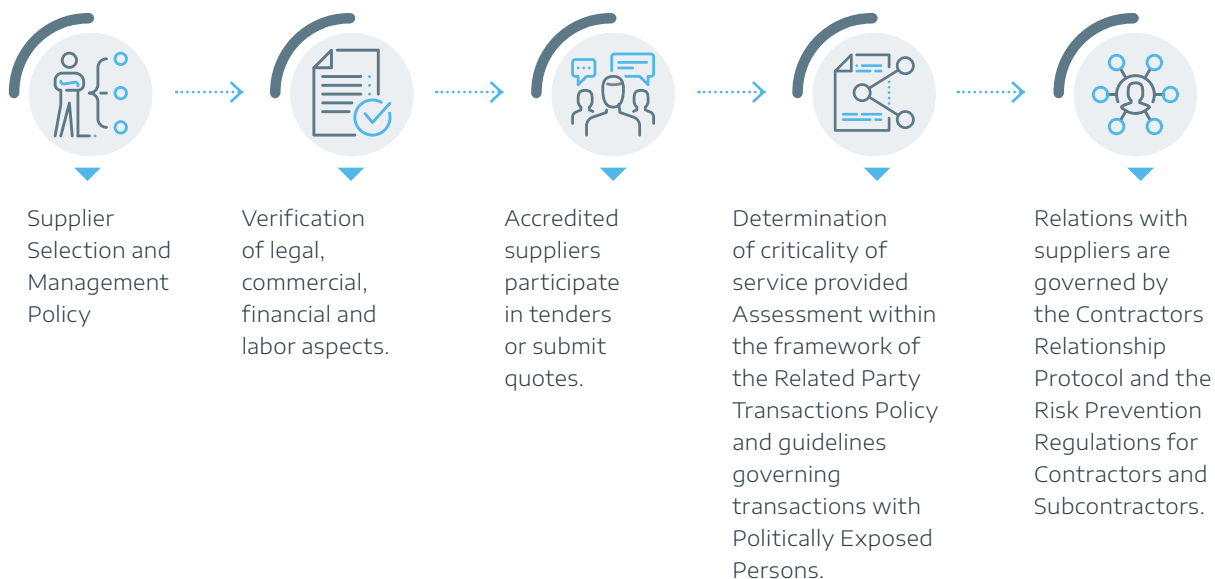 Supplier
Selection and
Management
Policy
Verification
of legal,
commercial,
financial and
labor aspects.
Accredited
suppliers
participate
in tenders
or submit
quotes.
Determination
of criticality of
service provided
Assessment within
the framework of
the Related Party
Transactions Policy
and guidelines
governing
transactions with
Politically Exposed
Persons.
Relations with
suppliers are
governed by
the Contractors
Relationship
Protocol and the
Risk Prevention
Regulations for
Contractors and
Subcontractors.